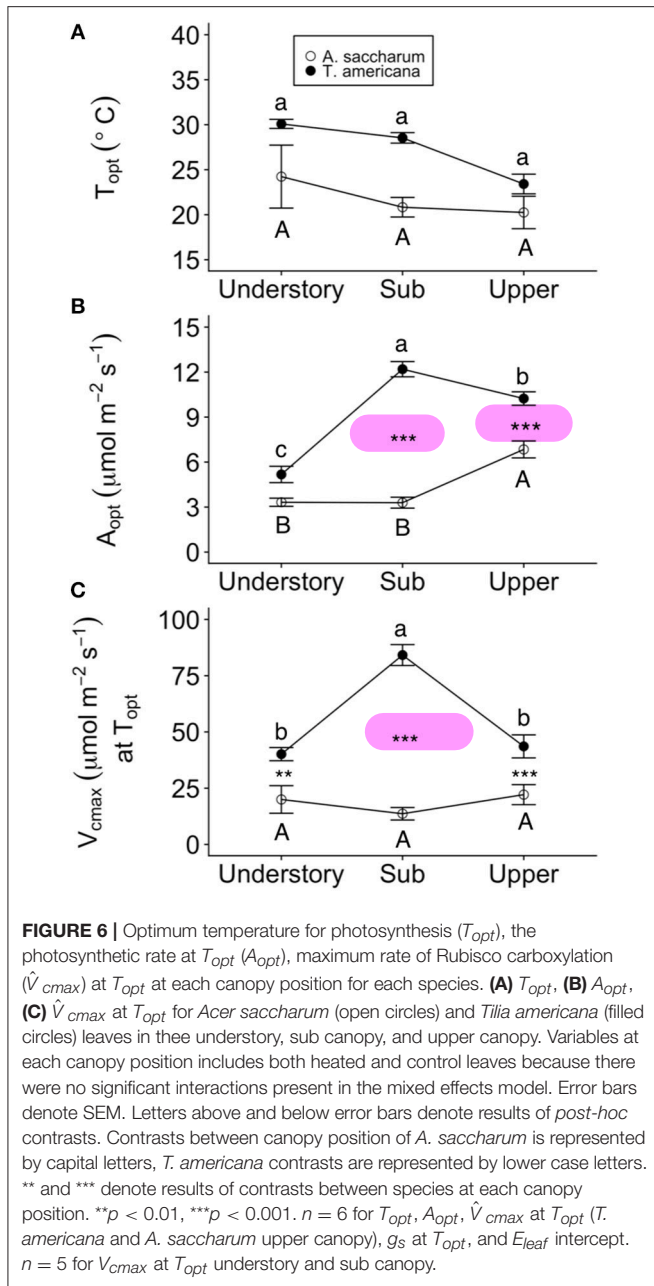 A
40
35
30
25
20
15
T_opt (° C)
A. saccharum
T. americana
a
a
a
A
A
A
Understory Sub Upper
B
15
12
9
6
3
0
A_opt (μmol m⁻² s⁻¹)
a
b
c
***
***
A
B
B
Understory Sub Upper
C
100
75
50
25
0
V_cmax (μmol m⁻² s⁻¹)
at T_opt
a
b
b
***
**
***
A
A
A
Understory Sub Upper
FIGURE 6 | Optimum temperature for photosynthesis (T_opt), the
photosynthetic rate at T_opt (A_opt), maximum rate of Rubisco carboxylation
(V̂ cmax) at T_opt at each canopy position for each species. (A) T_opt, (B) A_opt,
(C) V̂ cmax at T_opt for Acer saccharum (open circles) and Tilia americana (filled
circles) leaves in thee understory, sub canopy, and upper canopy. Variables at
each canopy position includes both heated and control leaves because there
were no significant interactions present in the mixed effects model. Error bars
denote SEM. Letters above and below error bars denote results of post-hoc
contrasts. Contrasts between canopy position of A. saccharum is represented
by capital letters, T. americana contrasts are represented by lower case letters.
** and *** denote results of contrasts between species at each canopy
position. **p < 0.01, ***p < 0.001. n = 6 for T_opt, A_opt, V̂ cmax at T_opt (T.
americana and A. saccharum upper canopy), g_s at T_opt, and E_leaf intercept.
n = 5 for V_cmax at T_opt understory and sub canopy.